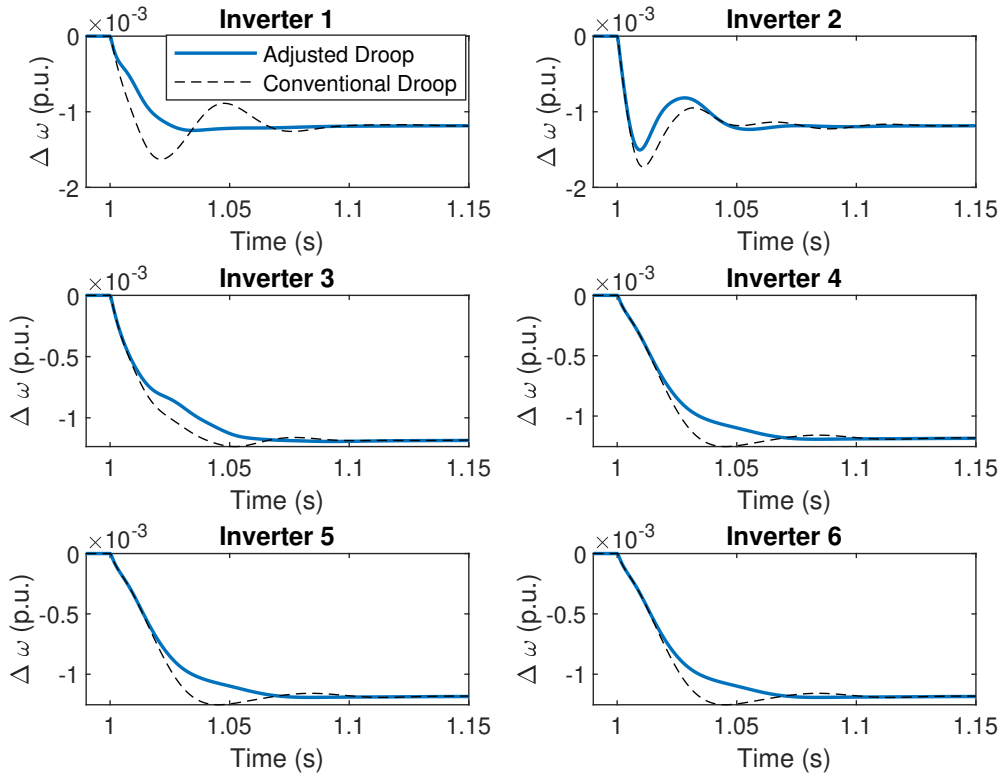 ×10⁻³ Inverter 1
0
-1
-2
Δ ω (p.u.)
Adjusted Droop
Conventional Droop
1 1.05 1.1 1.15
Time (s)
×10⁻³ Inverter 2
0
-1
-2
Δ ω (p.u.)
1 1.05 1.1 1.15
Time (s)
×10⁻³ Inverter 3
0
-0.5
-1
Δ ω (p.u.)
1 1.05 1.1 1.15
Time (s)
×10⁻³ Inverter 4
0
-0.5
-1
Δ ω (p.u.)
1 1.05 1.1 1.15
Time (s)
×10⁻³ Inverter 5
0
-0.5
-1
Δ ω (p.u.)
1 1.05 1.1 1.15
Time (s)
×10⁻³ Inverter 6
0
-0.5
-1
Δ ω (p.u.)
1 1.05 1.1 1.15
Time (s)